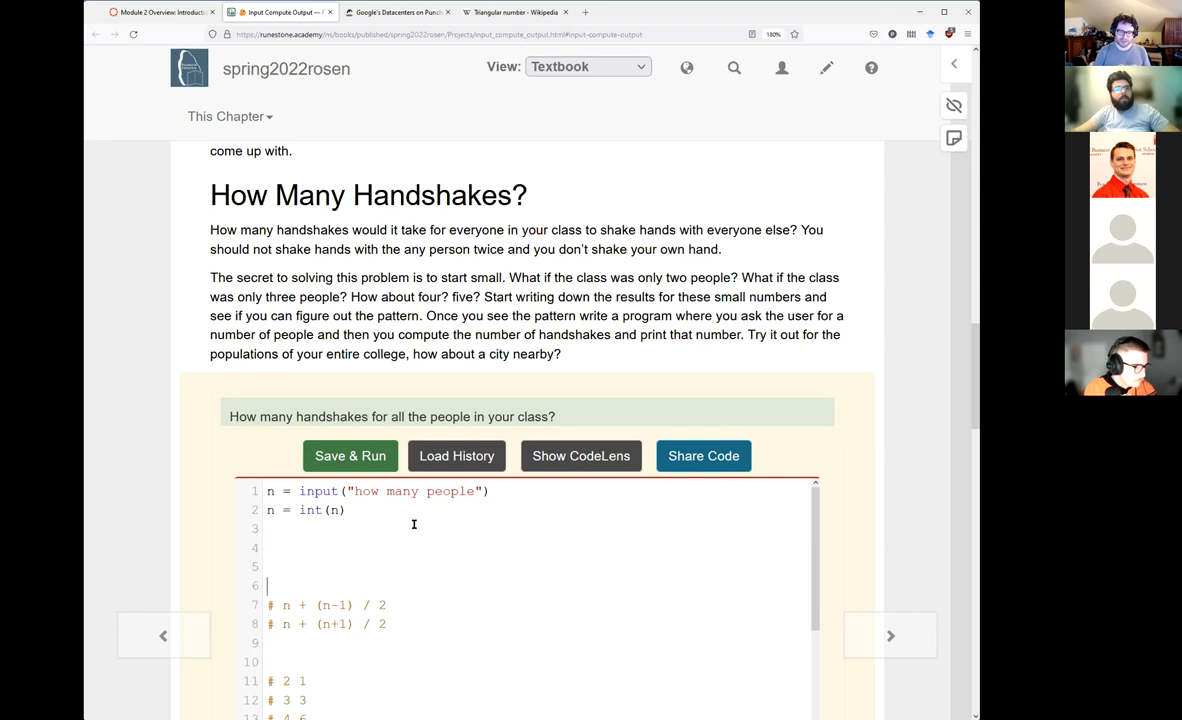 Module 2 Overview: Introducti
Input Compute Output —
Google's Datacenters on Punch
Triangular number - Wikipedia
https://runestone.academy/ns/books/published/spring2022rosen/Projects/input_compute_output.html#input-compute-output
180%
spring2022rosen
View:
Textbook
This Chapter
come up with.
How Many Handshakes?
How many handshakes would it take for everyone in your class to shake hands with everyone else? You
should not shake hands with the any person twice and you don't shake your own hand.
The secret to solving this problem is to start small. What if the class was only two people? What if the class
was only three people? How about four? five? Start writing down the results for these small numbers and
see if you can figure out the pattern. Once you see the pattern write a program where you ask the user for a
number of people and then you compute the number of handshakes and print that number. Try it out for the
populations of your entire college, how about a city nearby?
How many handshakes for all the people in your class?
Save & Run
Load History
Show CodeLens
Share Code
1 n = input("how many people")
2 n = int(n)
3
4
5
6
7 # n + (n-1) / 2
8 # n + (n+1) / 2
9
10
11 # 2 1
12 # 3 3
13 # 4 6